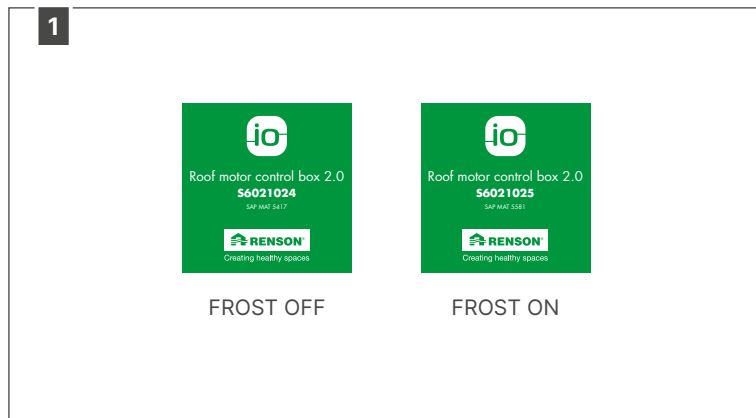 1
io
Roof motor control box 2.0
S6021024
SAP MAT 5417
RENSON®
Creating healthy spaces
FROST OFF
io
Roof motor control box 2.0
S6021025
SAP MAT 5581
RENSON®
Creating healthy spaces
FROST ON